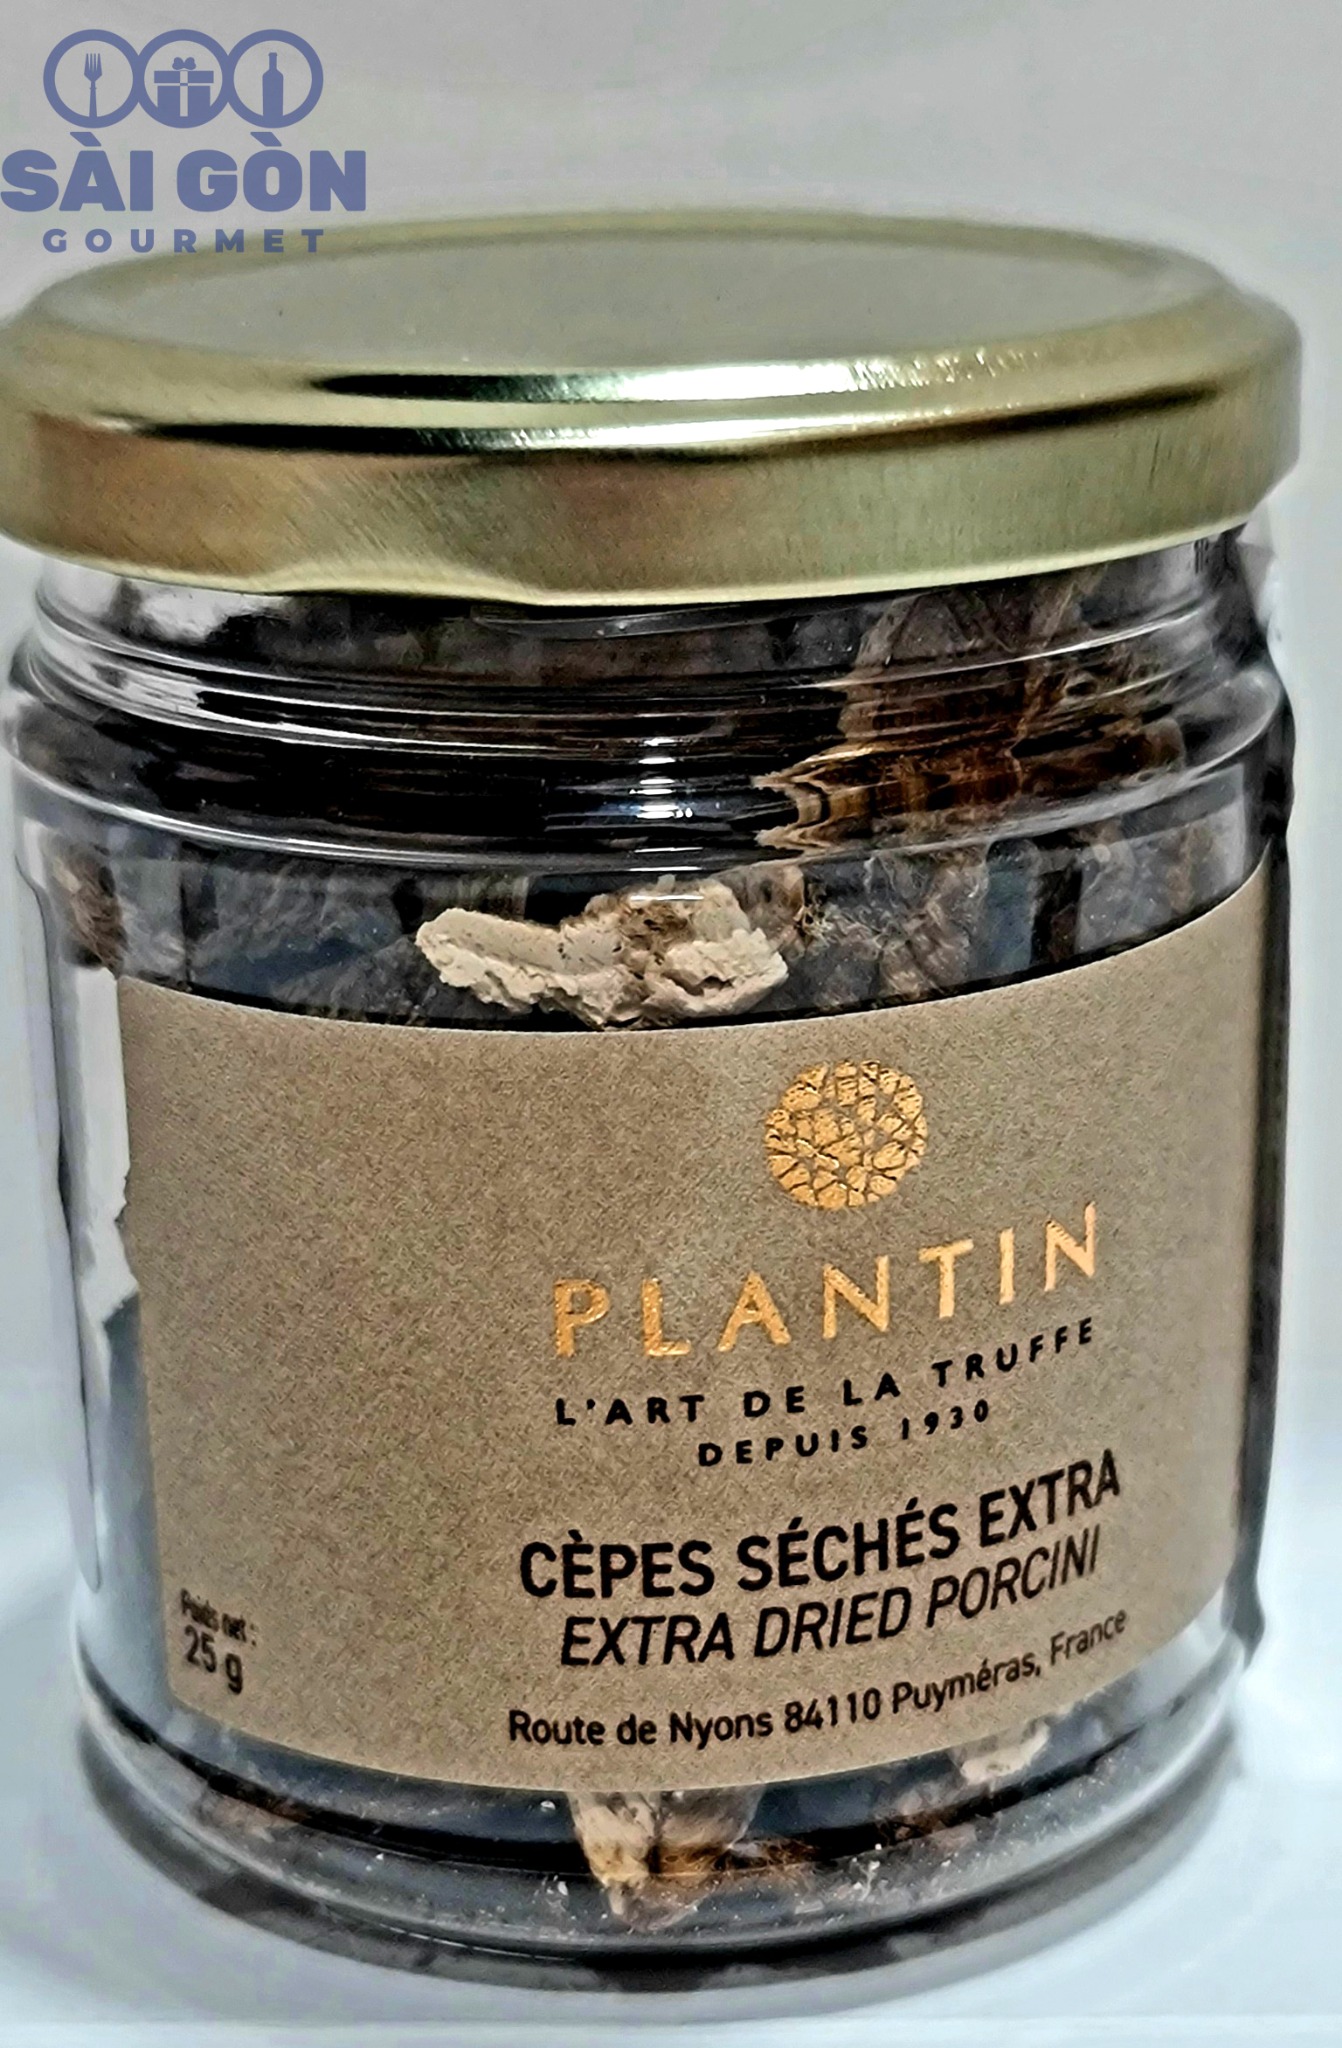 SÀI GÒN
GOURMET
PLANTIN
L'ART DE LA TRUFFE
DEPUIS 1930
CÈPES SÉCHÉS EXTRA
EXTRA DRIED PORCINI
Route de Nyons 84110 Puyméras, France
Poids net :
25 g